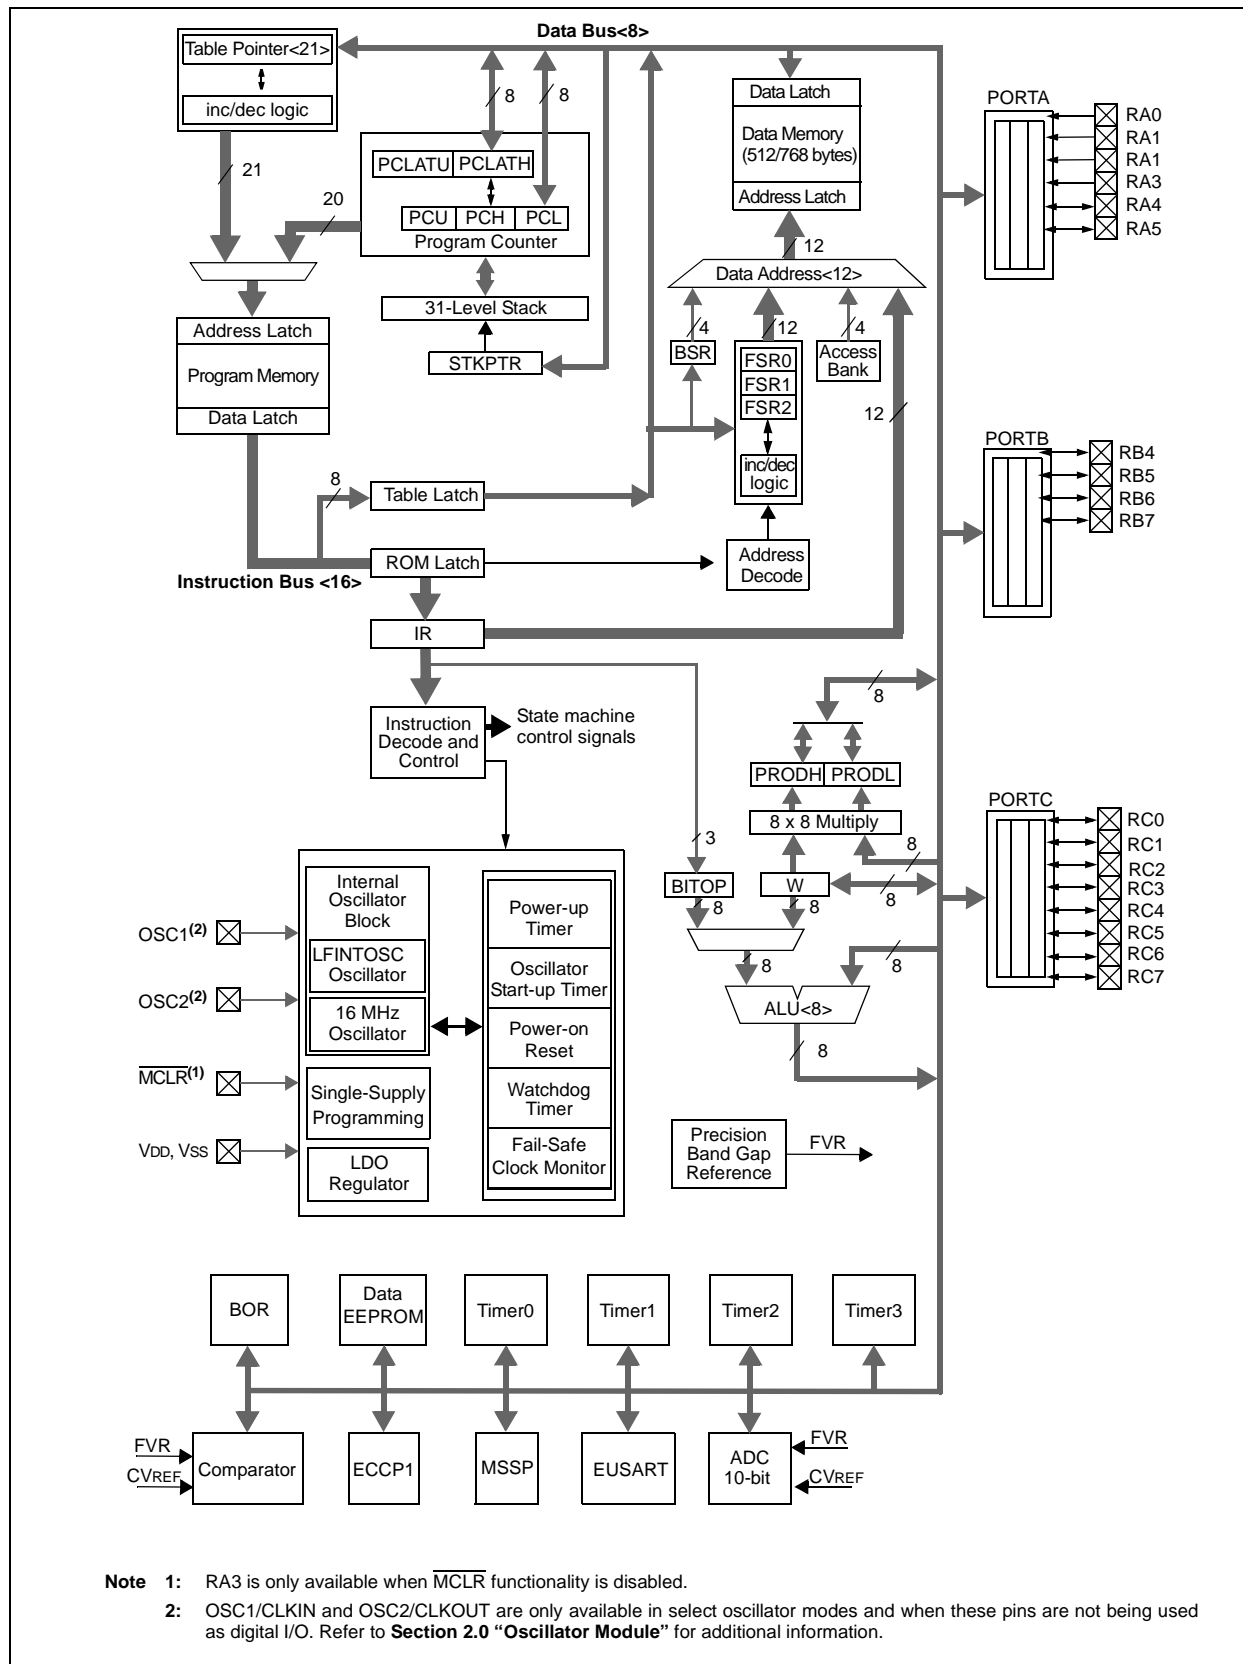 Data Bus<8>
Table Pointer<21>
inc/dec logic
21
20
8
8
PCLATU PCLATH
PCU PCH PCL
Program Counter
31-Level Stack
STKPTR
Data Latch
Data Memory
(512/768 bytes)
Address Latch
12
Data Address<12>
4
12
4
BSR
FSR0
FSR1
FSR2
inc/dec
logic
Access
Bank
12
Address
Decode
Address Latch
Program Memory
Data Latch
8
Table Latch
ROM Latch
Instruction Bus <16>
IR
Instruction
Decode and
Control
State machine
control signals
8
PRODH PRODL
8 x 8 Multiply
3
8
BITOP
W
8
8
8
8
8
ALU<8>
8
PORTA
RA0
RA1
RA1
RA3
RA4
RA5
PORTB
RB4
RB5
RB6
RB7
PORTC
RC0
RC1
RC2
RC3
RC4
RC5
RC6
RC7
OSC1(2)
OSC2(2)
MCLR(1)
VDD, VSS
Internal
Oscillator
Block
LFINTOSC
Oscillator
16 MHz
Oscillator
Single-Supply
Programming
LDO
Regulator
Power-up
Timer
Oscillator
Start-up Timer
Power-on
Reset
Watchdog
Timer
Fail-Safe
Clock Monitor
Precision
Band Gap
Reference
FVR
BOR
Data
EEPROM
Timer0
Timer1
Timer2
Timer3
FVR
CVREF
Comparator
ECCP1
MSSP
EUSART
ADC
10-bit
FVR
CVREF
Note 1: RA3 is only available when MCLR functionality is disabled.
2: OSC1/CLKIN and OSC2/CLKOUT are only available in select oscillator modes and when these pins are not being used
as digital I/O. Refer to Section 2.0 “Oscillator Module” for additional information.